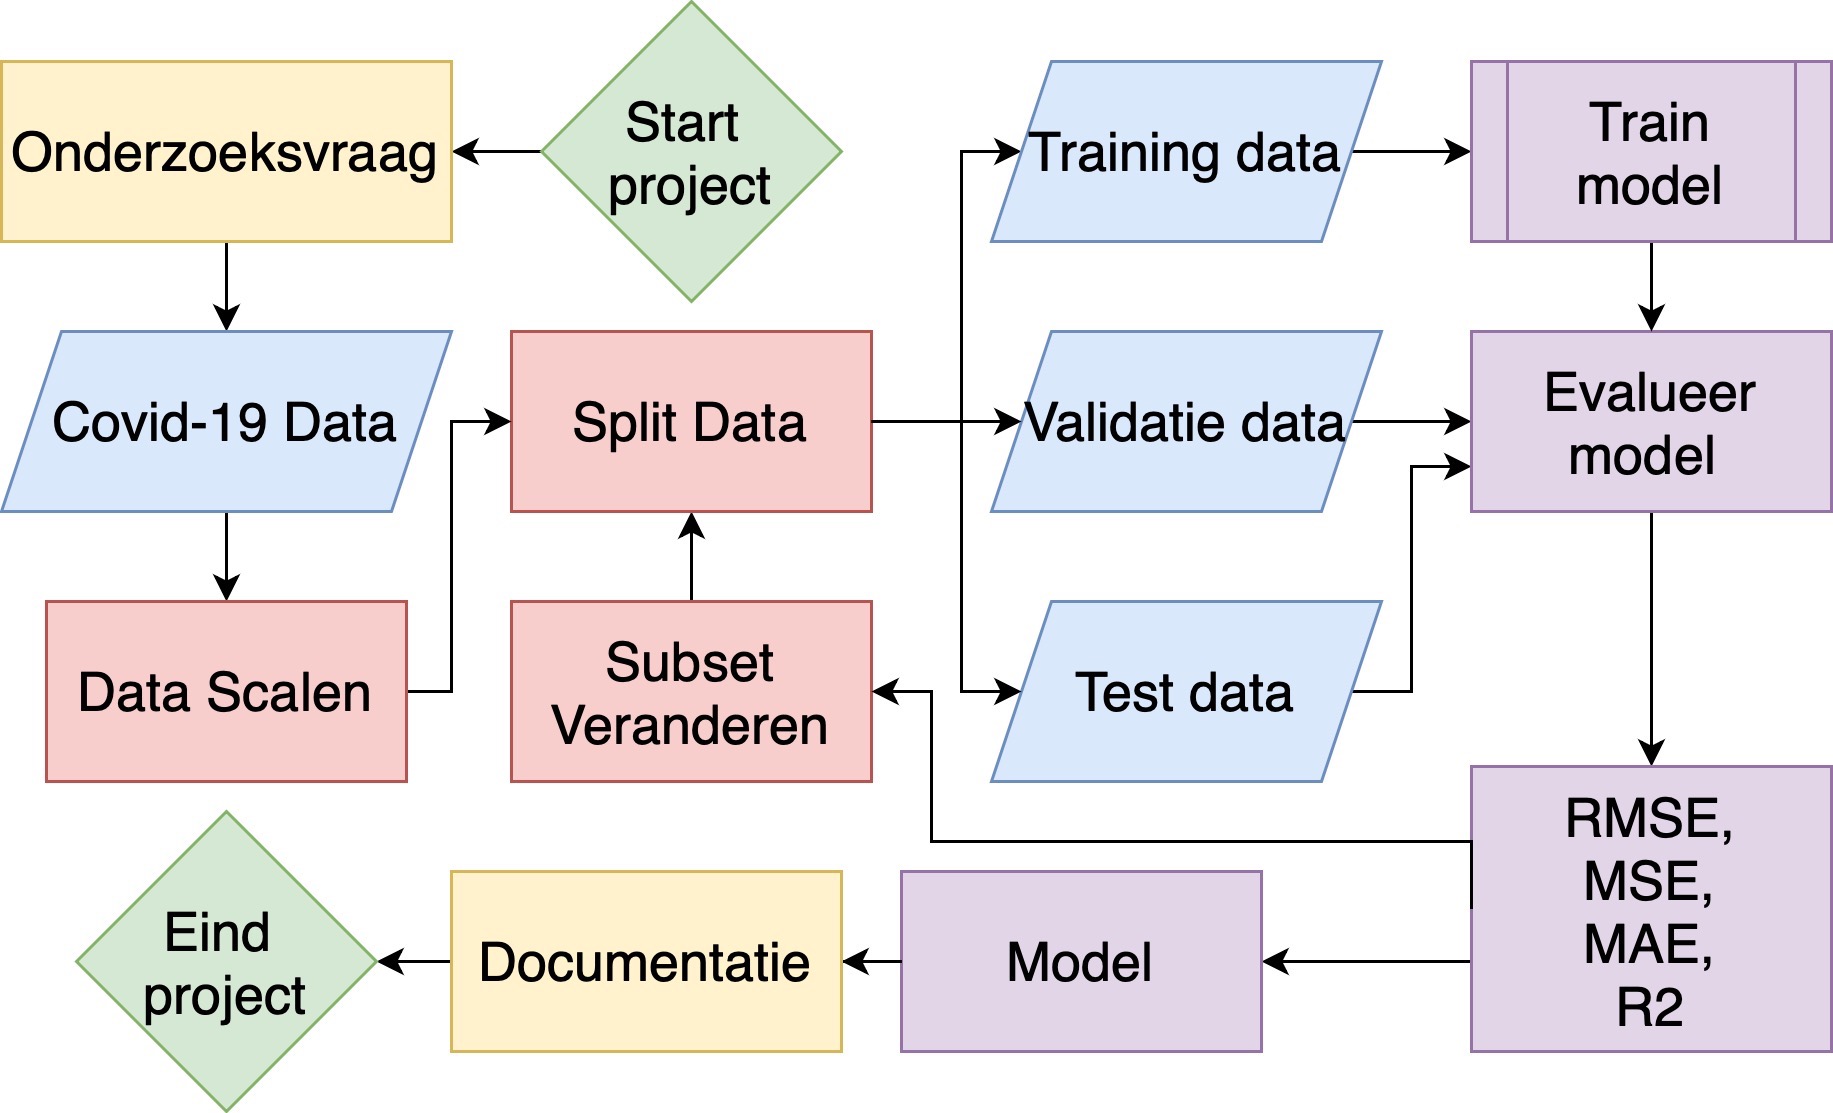 Start
project
Onderzoeksvraag
Covid-19 Data
Data Scalen
Split Data
Subset
Veranderen
Training data
Validatie data
Test data
Train
model
Evalueer
model
RMSE,
MSE,
MAE,
R2
Model
Documentatie
Eind
project